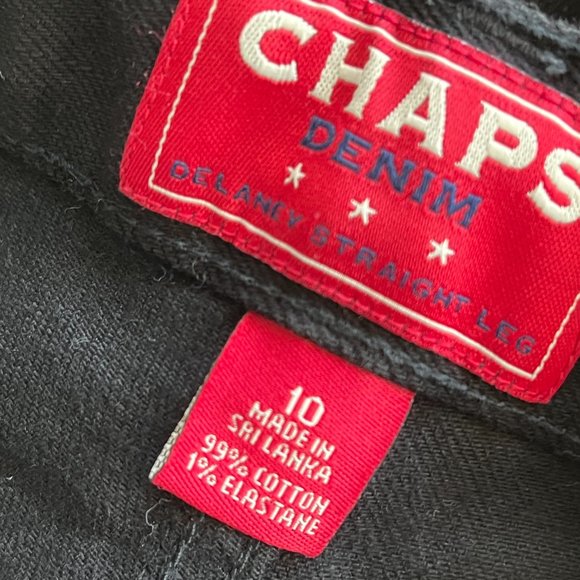 CHAPS
DENIM
DELANEY STRAIGHT LEG
10
MADE IN
SRI LANKA
99% COTTON
1% ELASTANE